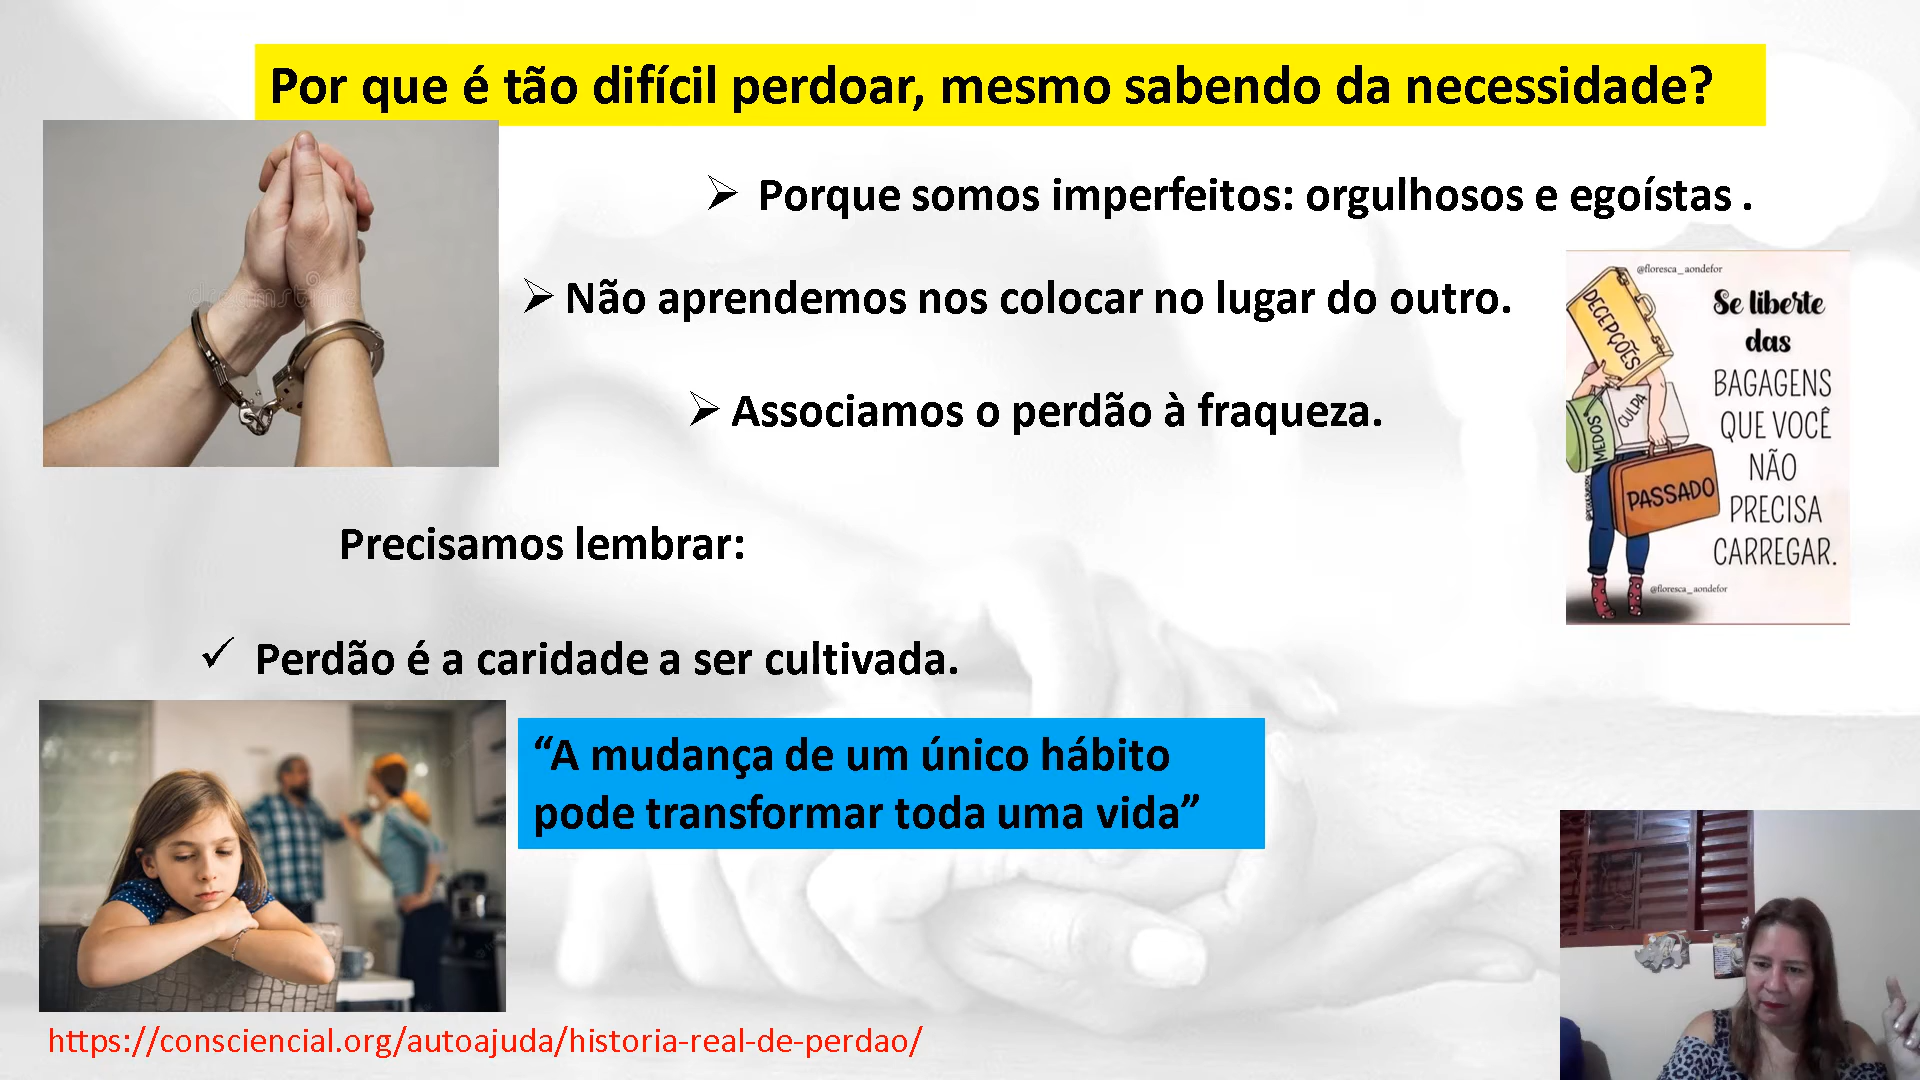 Por que é tão difícil perdoar, mesmo sabendo da necessidade?
Porque somos imperfeitos: orgulhosos e egoístas .
Não aprendemos nos colocar no lugar do outro.
Associamos o perdão à fraqueza.
dreamstime
@floresca_aondefor
Se liberte
das
BAGAGENS
QUE VOCÊ
NÃO
PRECISA
CARREGAR.
DECEPÇÕES
CULPA
MEDOS
PASSADO
@floresca_aondefor
Precisamos lembrar:
Perdão é a caridade a ser cultivada.
“A mudança de um único hábito
pode transformar toda uma vida”
https://consciencial.org/autoajuda/historia-real-de-perdao/